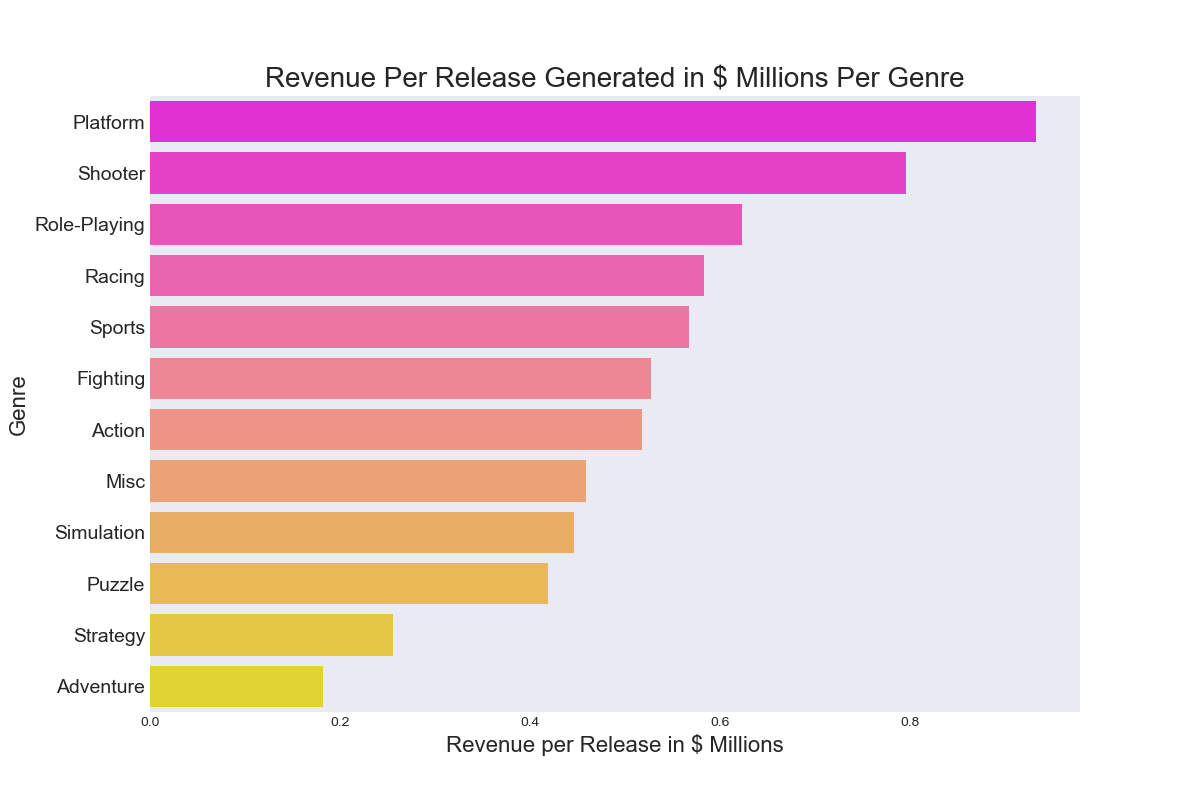 Revenue Per Release Generated in $ Millions Per Genre
Genre
Platform
Shooter
Role-Playing
Racing
Sports
Fighting
Action
Misc
Simulation
Puzzle
Strategy
Adventure
0.0 0.2 0.4 0.6 0.8
Revenue per Release in $ Millions